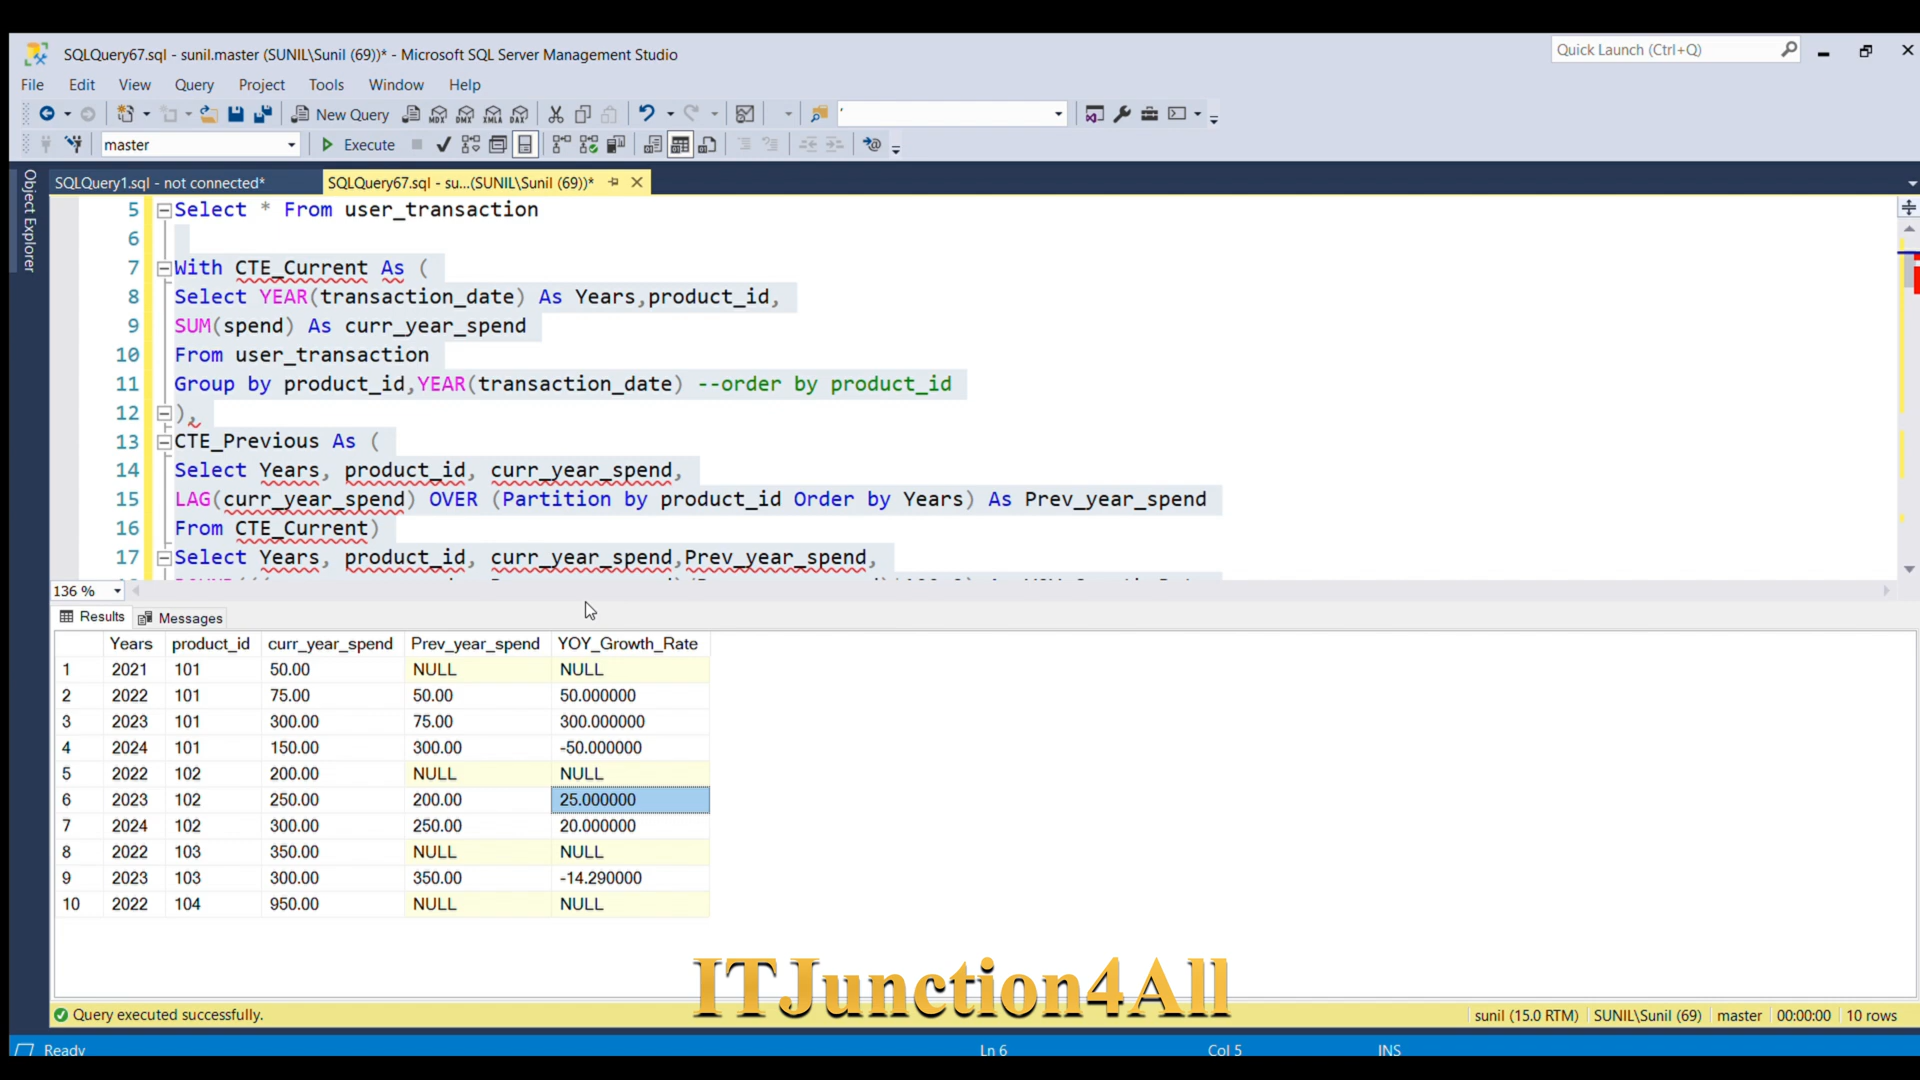 SQLQuery67.sql - sunil.master (SUNIL\Sunil (69))* - Microsoft SQL Server Management Studio
Quick Launch (Ctrl+Q)
File Edit View Query Project Tools Window Help
New Query MDX DMX XMLA DAX '
master Execute
Object Explorer
SQLQuery1.sql - not connected* SQLQuery67.sql - su...(SUNIL\Sunil (69))*
5 Select * From user_transaction
6
7 With CTE_Current As (
8 Select YEAR(transaction_date) As Years,product_id,
9 SUM(spend) As curr_year_spend
10 From user_transaction
11 Group by product_id,YEAR(transaction_date) --order by product_id
12 ),
13 CTE_Previous As (
14 Select Years, product_id, curr_year_spend,
15 LAG(curr_year_spend) OVER (Partition by product_id Order by Years) As Prev_year_spend
16 From CTE_Current)
17 Select Years, product_id, curr_year_spend,Prev_year_spend,
136 %
Results Messages
Years product_id curr_year_spend Prev_year_spend YOY_Growth_Rate
1 2021 101 50.00 NULL NULL
2 2022 101 75.00 50.00 50.000000
3 2023 101 300.00 75.00 300.000000
4 2024 101 150.00 300.00 -50.000000
5 2022 102 200.00 NULL NULL
6 2023 102 250.00 200.00 25.000000
7 2024 102 300.00 250.00 20.000000
8 2022 103 350.00 NULL NULL
9 2023 103 300.00 350.00 -14.290000
10 2022 104 950.00 NULL NULL
ITJunction4All
Query executed successfully. sunil (15.0 RTM) SUNIL\Sunil (69) master 00:00:00 10 rows
Ready Ln 6 Col 5 INS